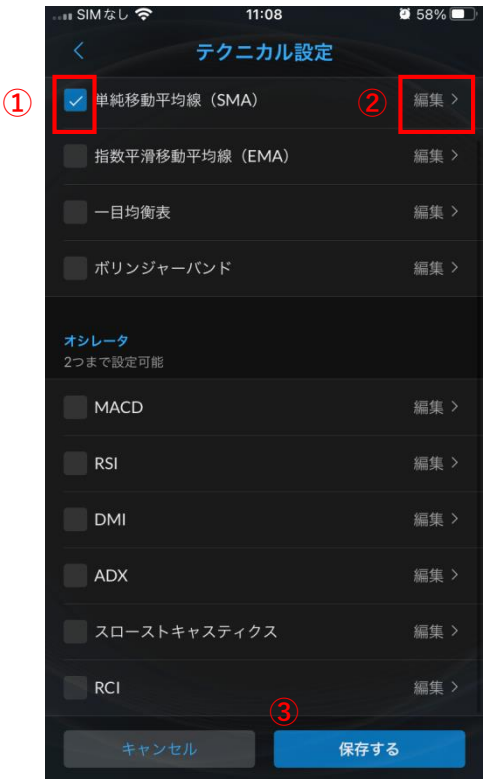 SIMなし 11:08 58%
テクニカル設定
① 単純移動平均線（SMA） ② 編集
指数平滑移動平均線（EMA） 編集
一目均衡表 編集
ボリンジャーバンド 編集
オシレータ
2つまで設定可能
MACD 編集
RSI 編集
DMI 編集
ADX 編集
スローストキャスティクス 編集
RCI 編集
③
キャンセル 保存する